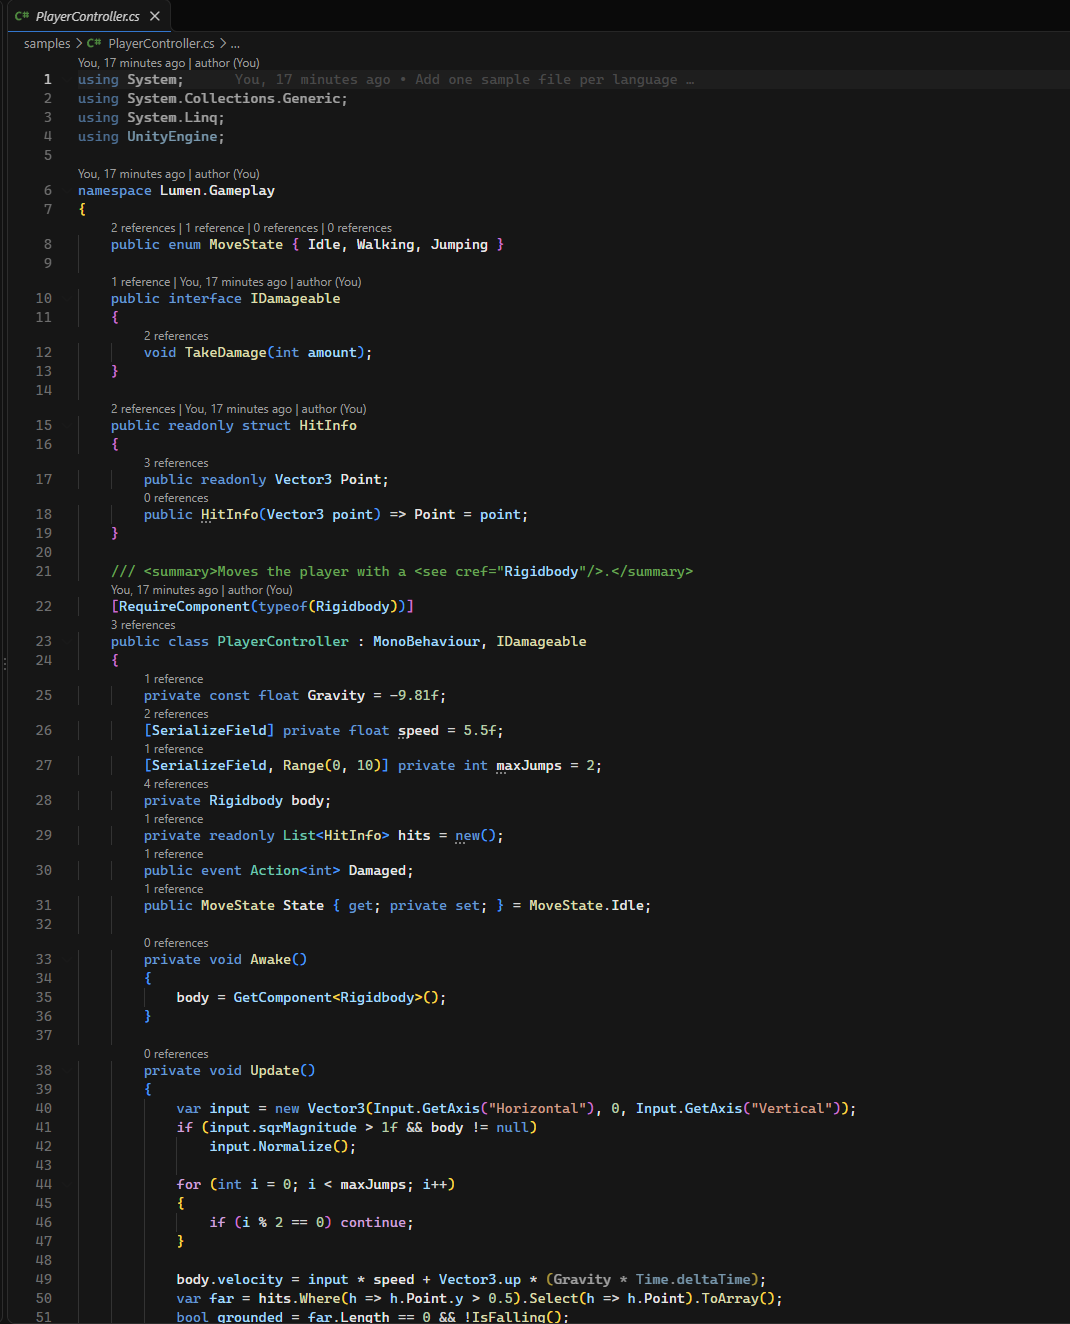 C# PlayerController.cs ×
samples > C# PlayerController.cs > ...
You, 17 minutes ago | author (You)
1 using System; You, 17 minutes ago • Add one sample file per language …
2 using System.Collections.Generic;
3 using System.Linq;
4 using UnityEngine;
5
You, 17 minutes ago | author (You)
6 namespace Lumen.Gameplay
7 {
2 references | 1 reference | 0 references | 0 references
8 public enum MoveState { Idle, Walking, Jumping }
9
1 reference | You, 17 minutes ago | author (You)
10 public interface IDamageable
11 {
2 references
12 void TakeDamage(int amount);
13 }
14
2 references | You, 17 minutes ago | author (You)
15 public readonly struct HitInfo
16 {
3 references
17 public readonly Vector3 Point;
0 references
18 public HitInfo(Vector3 point) => Point = point;
19 }
20
21 /// <summary>Moves the player with a <see cref="Rigidbody"/>.</summary>
You, 17 minutes ago | author (You)
22 [RequireComponent(typeof(Rigidbody))]
3 references
23 public class PlayerController : MonoBehaviour, IDamageable
24 {
1 reference
25 private const float Gravity = -9.81f;
2 references
26 [SerializeField] private float speed = 5.5f;
1 reference
27 [SerializeField, Range(0, 10)] private int maxJumps = 2;
4 references
28 private Rigidbody body;
1 reference
29 private readonly List<HitInfo> hits = new();
1 reference
30 public event Action<int> Damaged;
1 reference
31 public MoveState State { get; private set; } = MoveState.Idle;
32
0 references
33 private void Awake()
34 {
35 body = GetComponent<Rigidbody>();
36 }
37
0 references
38 private void Update()
39 {
40 var input = new Vector3(Input.GetAxis("Horizontal"), 0, Input.GetAxis("Vertical"));
41 if (input.sqrMagnitude > 1f && body != null)
42 input.Normalize();
43
44 for (int i = 0; i < maxJumps; i++)
45 {
46 if (i % 2 == 0) continue;
47 }
48
49 body.velocity = input * speed + Vector3.up * (Gravity * Time.deltaTime);
50 var far = hits.Where(h => h.Point.y > 0.5).Select(h => h.Point).ToArray();
51 bool grounded = far.Length == 0 && !IsFalling();